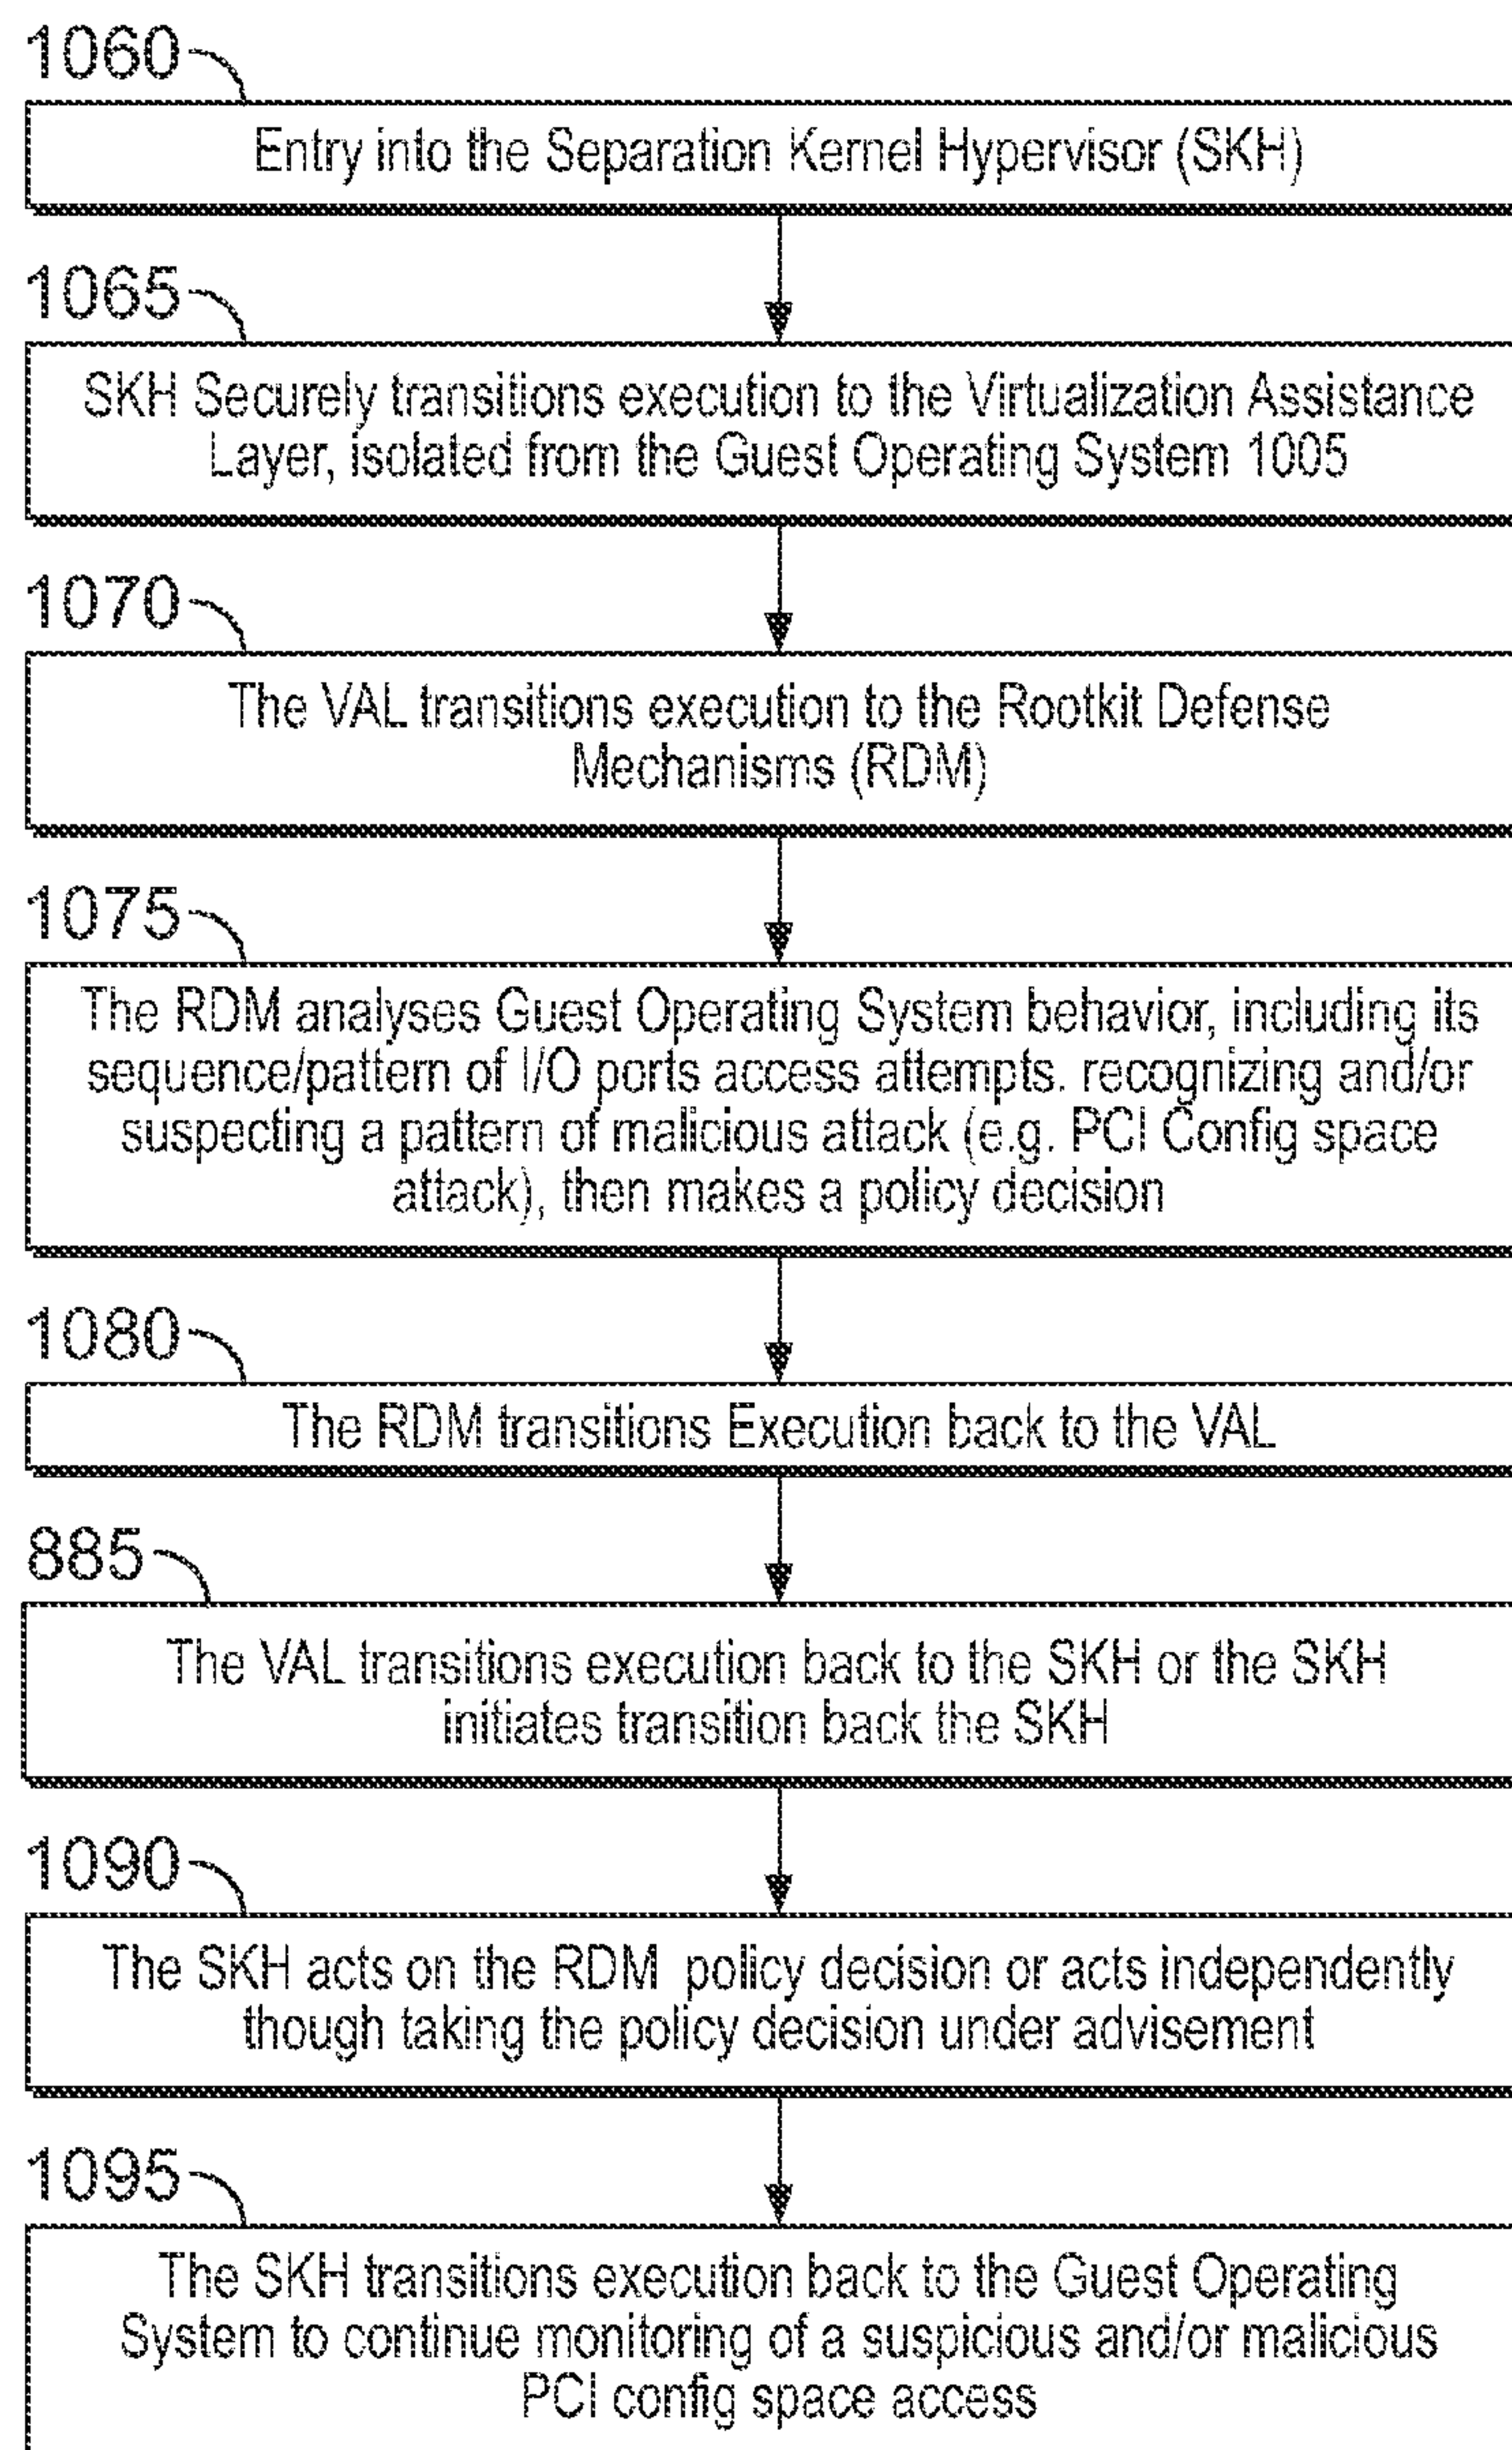 1060
Entry into the Separation Kernel Hypervisor (SKH)
1065
SKH Securely transitions execution to the Virtualization Assistance
Layer, isolated from the Guest Operating System 1005
1070
The VAL transitions execution to the Rootkit Defense
Mechanisms (RDM)
1075
The RDM analyses Guest Operating System behavior, including its
sequence/pattern of I/O ports access attempts. recognizing and/or
suspecting a pattern of malicious attack (e.g. PCI Config space
attack), then makes a policy decision
1080
The RDM transitions Execution back to the VAL
885
The VAL transitions execution back to the SKH or the SKH
initiates transition back the SKH
1090
The SKH acts on the RDM policy decision or acts independently
though taking the policy decision under advisement
1095
The SKH transitions execution back to the Guest Operating
System to continue monitoring of a suspicious and/or malicious
PCI config space access